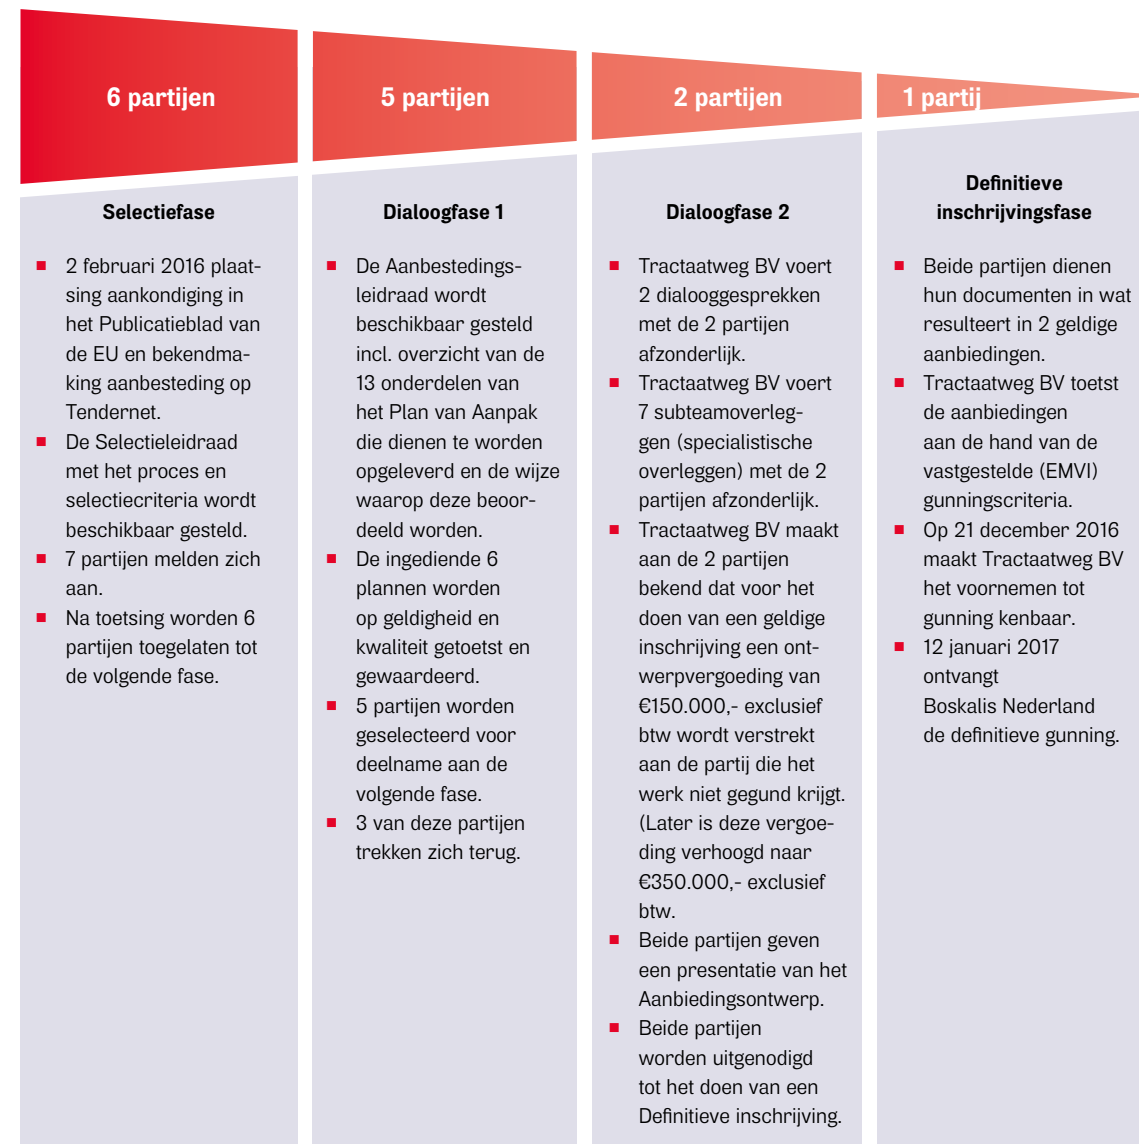 6 partijen
5 partijen
2 partijen
1 partij
Selectiefase
2 februari 2016 plaat-
sing aankondiging in
het Publicatieblad van
de EU en bekendma-
king aanbesteding op
Tendernet.
De Selectieleidraad
met het proces en
selectiecriteria wordt
beschikbaar gesteld.
7 partijen melden zich
aan.
Na toetsing worden 6
partijen toegelaten tot
de volgende fase.
Dialoogfase 1
De Aanbestedings-
leidraad wordt
beschikbaar gesteld
incl. overzicht van de
13 onderdelen van
het Plan van Aanpak
die dienen te worden
opgeleverd en de wijze
waarop deze beoor-
deeld worden.
De ingediende 6
plannen worden
op geldigheid en
kwaliteit getoetst en
gewaardeerd.
5 partijen worden
geselecteerd voor
deelname aan de
volgende fase.
3 van deze partijen
trekken zich terug.
Dialoogfase 2
Tractaatweg BV voert
2 dialooggesprekken
met de 2 partijen
afzonderlijk.
Tractaatweg BV voert
7 subteamoverleg-
gen (specialistische
overleggen) met de 2
partijen afzonderlijk.
Tractaatweg BV maakt
aan de 2 partijen
bekend dat voor het
doen van een geldige
inschrijving een ont-
werpvergoeding van
€150.000,- exclusief
btw wordt verstrekt
aan de partij die het
werk niet gegund krijgt.
(Later is deze vergoe-
ding verhoogd naar
€350.000,- exclusief
btw.
Beide partijen geven
een presentatie van het
Aanbiedingsontwerp.
Beide partijen
worden uitgenodigd
tot het doen van een
Definitieve inschrijving.
Definitieve
inschrijvingsfase
Beide partijen dienen
hun documenten in wat
resulteert in 2 geldige
aanbiedingen.
Tractaatweg BV toetst
de aanbiedingen
aan de hand van de
vastgestelde (EMVI)
gunningscriteria.
Op 21 december 2016
maakt Tractaatweg BV
het voornemen tot
gunning kenbaar.
12 januari 2017
ontvangt
Boskalis Nederland
de definitieve gunning.